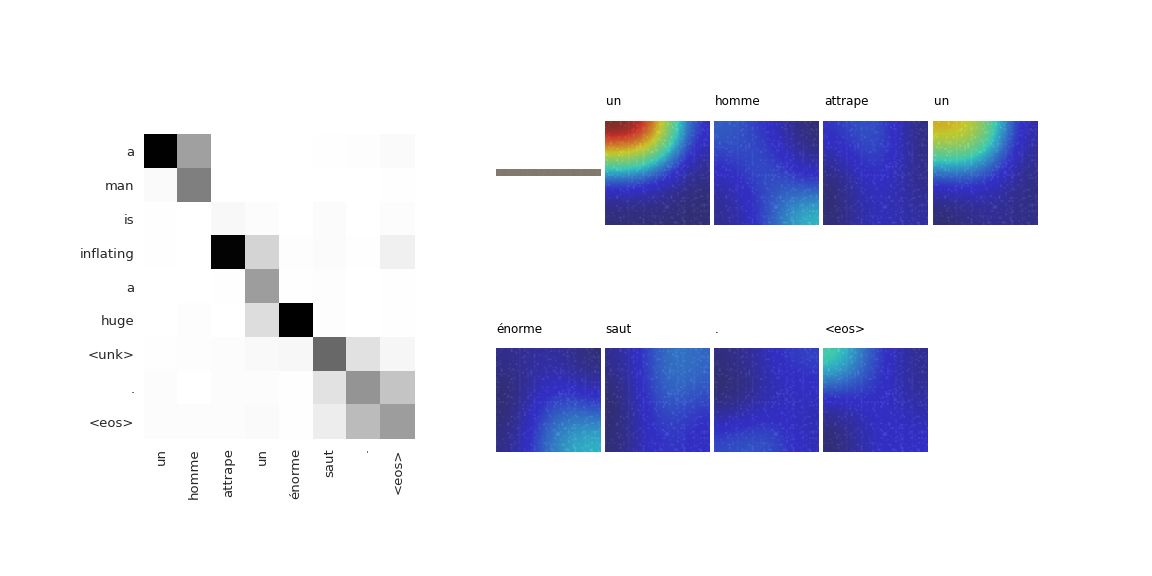 a
man
is
inflating
a
huge
<unk>
.
<eos>
un
homme
attrape
un
énorme
saut
.
<eos>
un homme attrape un
énorme saut . <eos>